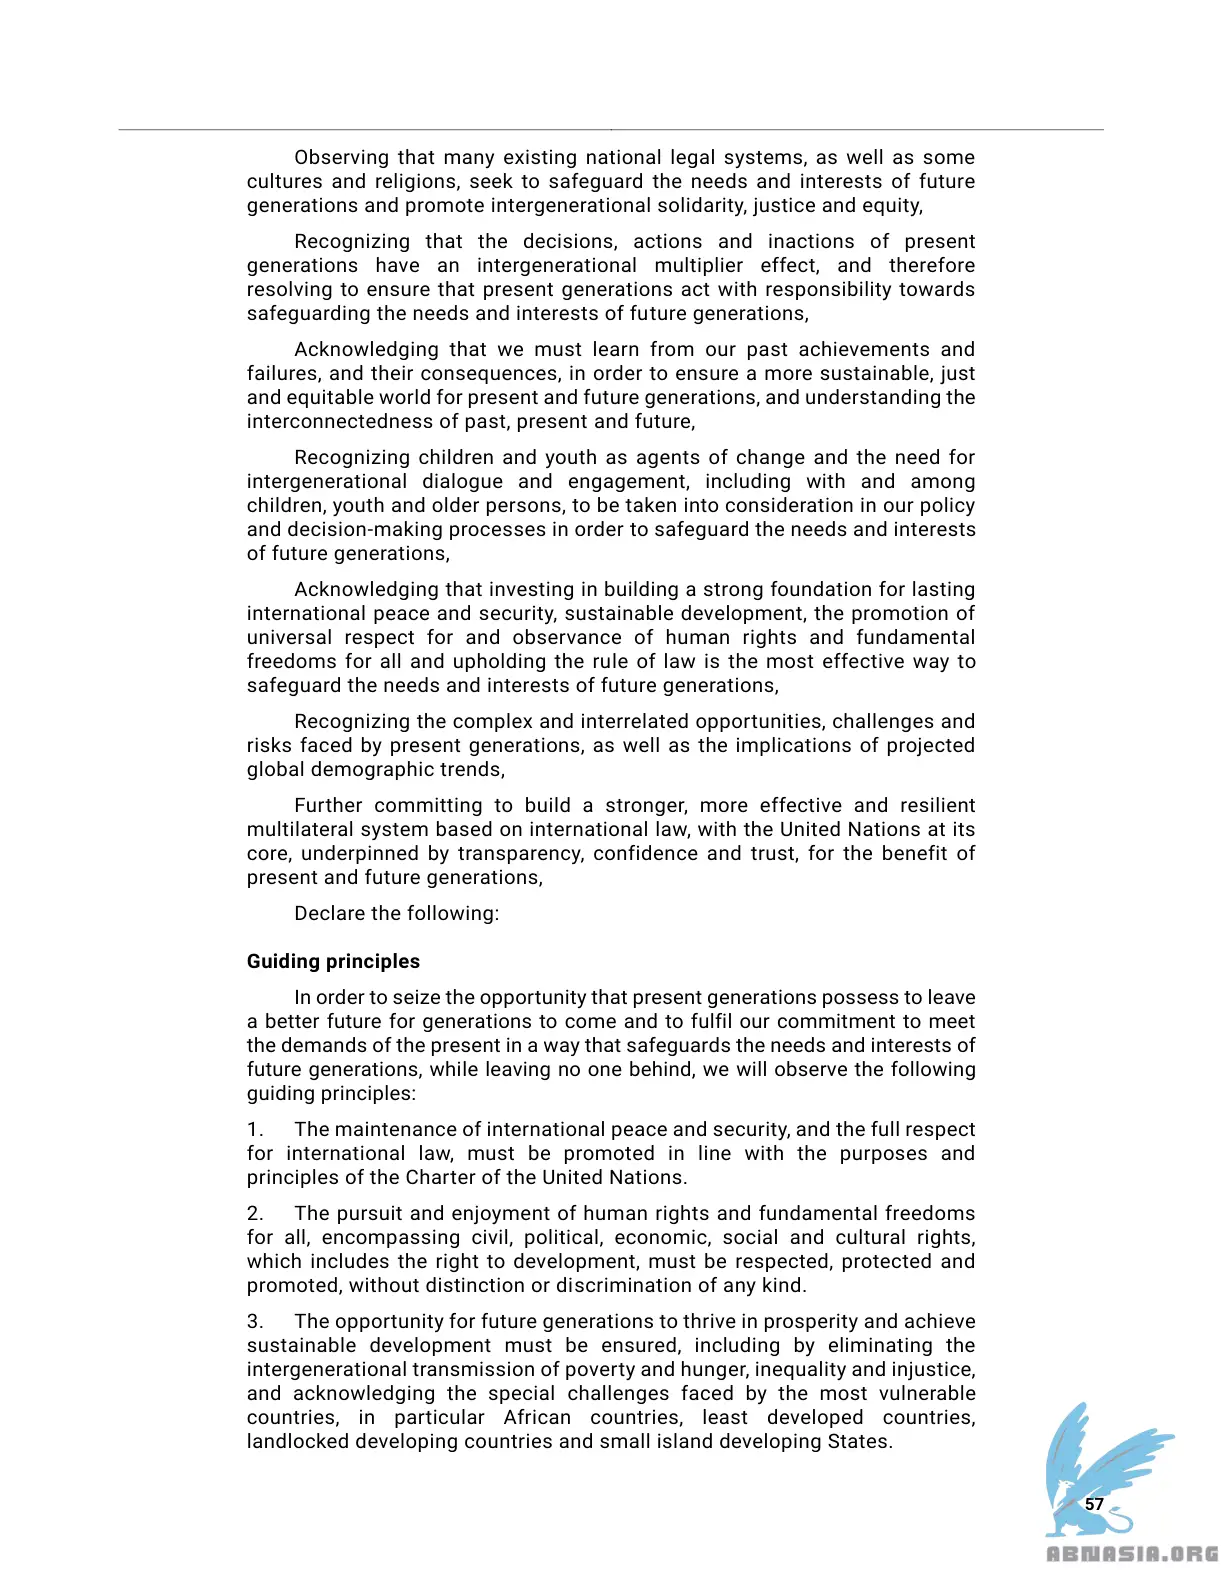 Observing that many existing national legal systems, as well as some
cultures and religions, seek to safeguard the needs and interests of future
generations and promote intergenerational solidarity, justice and equity,
Recognizing that the decisions, actions and inactions of present
generations have an intergenerational multiplier effect, and therefore
resolving to ensure that present generations act with responsibility towards
safeguarding the needs and interests of future generations,
Acknowledging that we must learn from our past achievements and
failures, and their consequences, in order to ensure a more sustainable, just
and equitable world for present and future generations, and understanding the
interconnectedness of past, present and future,
Recognizing children and youth as agents of change and the need for
intergenerational dialogue and engagement, including with and among
children, youth and older persons, to be taken into consideration in our policy
and decision-making processes in order to safeguard the needs and interests
of future generations,
Acknowledging that investing in building a strong foundation for lasting
international peace and security, sustainable development, the promotion of
universal respect for and observance of human rights and fundamental
freedoms for all and upholding the rule of law is the most effective way to
safeguard the needs and interests of future generations,
Recognizing the complex and interrelated opportunities, challenges and
risks faced by present generations, as well as the implications of projected
global demographic trends,
Further committing to build a stronger, more effective and resilient
multilateral system based on international law, with the United Nations at its
core, underpinned by transparency, confidence and trust, for the benefit of
present and future generations,
Declare the following:
Guiding principles
In order to seize the opportunity that present generations possess to leave
a better future for generations to come and to fulfil our commitment to meet
the demands of the present in a way that safeguards the needs and interests of
future generations, while leaving no one behind, we will observe the following
guiding principles:
1. The maintenance of international peace and security, and the full respect
for international law, must be promoted in line with the purposes and
principles of the Charter of the United Nations.
2. The pursuit and enjoyment of human rights and fundamental freedoms
for all, encompassing civil, political, economic, social and cultural rights,
which includes the right to development, must be respected, protected and
promoted, without distinction or discrimination of any kind.
3. The opportunity for future generations to thrive in prosperity and achieve
sustainable development must be ensured, including by eliminating the
intergenerational transmission of poverty and hunger, inequality and injustice,
and acknowledging the special challenges faced by the most vulnerable
countries, in particular African countries, least developed countries,
landlocked developing countries and small island developing States.
57
ABNASIA.ORG